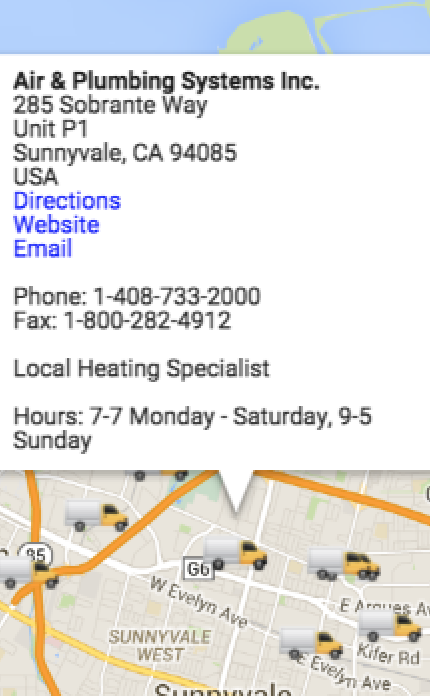 Air & Plumbing Systems Inc.
285 Sobrante Way
Unit P1
Sunnyvale, CA 94085
USA
Directions
Website
Email
Phone: 1-408-733-2000
Fax: 1-800-282-4912
Local Heating Specialist
Hours: 7-7 Monday - Saturday, 9-5
Sunday
85
G6
W Evelyn Ave
E Arques Av
SUNNYVALE
WEST
Kifer Rd
E Evelyn Ave
Sunnyvale